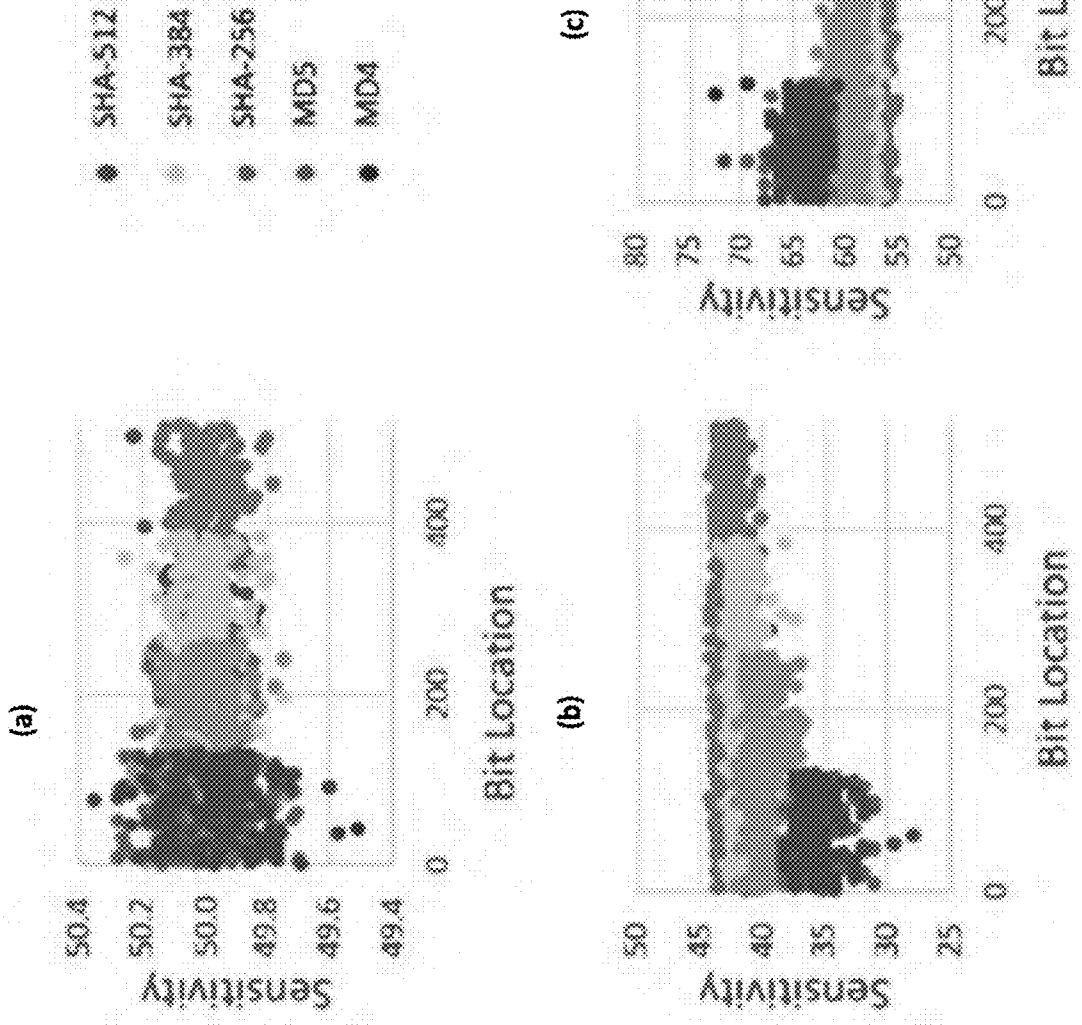 (a)
50.4
50.2
50.0
49.8
49.6
49.4
Sensitivity
0
200
400
Bit Location
SHA-512
SHA-384
SHA-256
MD5
MD4
(b)
50
45
40
35
30
25
Sensitivity
0
200
400
Bit Location
(c)
80
75
70
65
60
55
50
Sensitivity
0
200
Bit L